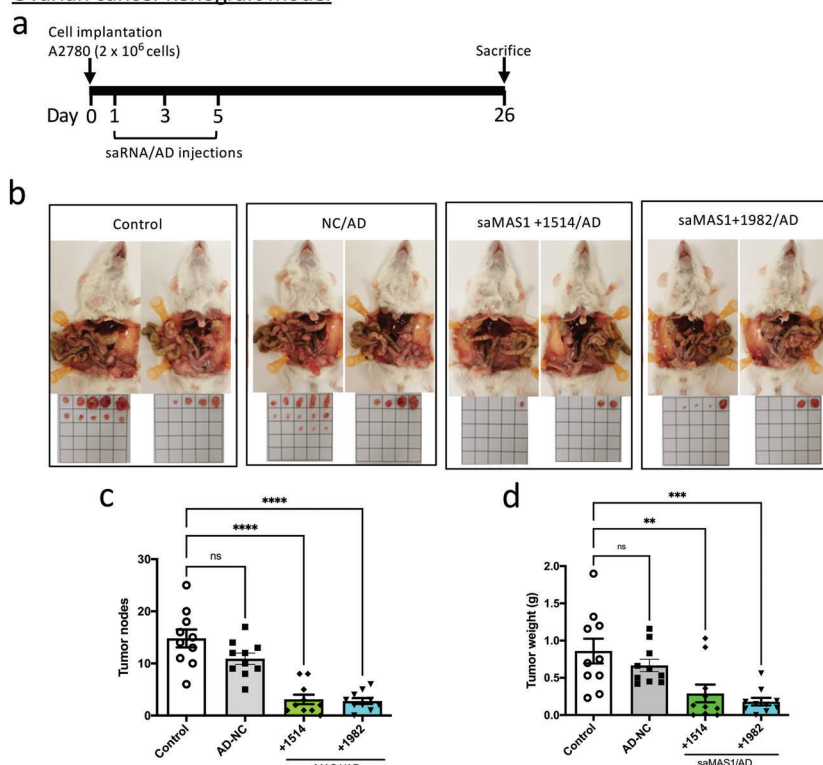 a
Cell implantation
A2780 (2 x 10⁶ cells)
Sacrifice
Day 0 1 3 5 26
saRNA/AD injections
b
Control NC/AD saMAS1 +1514/AD saMAS1+1982/AD
c
****
****
ns
Tumor nodes
30
20
10
0
Control AD-NC +1514 +1982
d
***
**
ns
Tumor weight (g)
2.0
1.5
1.0
0.5
0.0
Control AD-NC +1514 +1982
saMAS1/AD